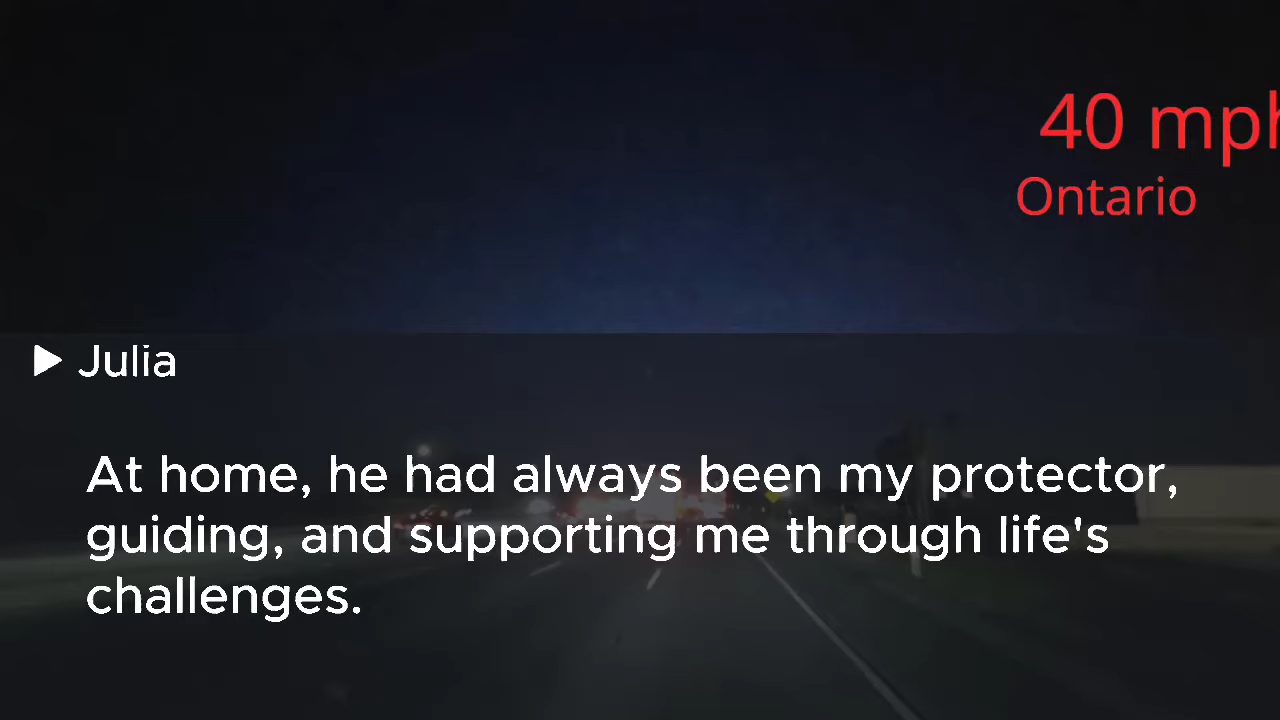 40 mph
Ontario
Julia
At home, he had always been my protector,
guiding, and supporting me through life's
challenges.